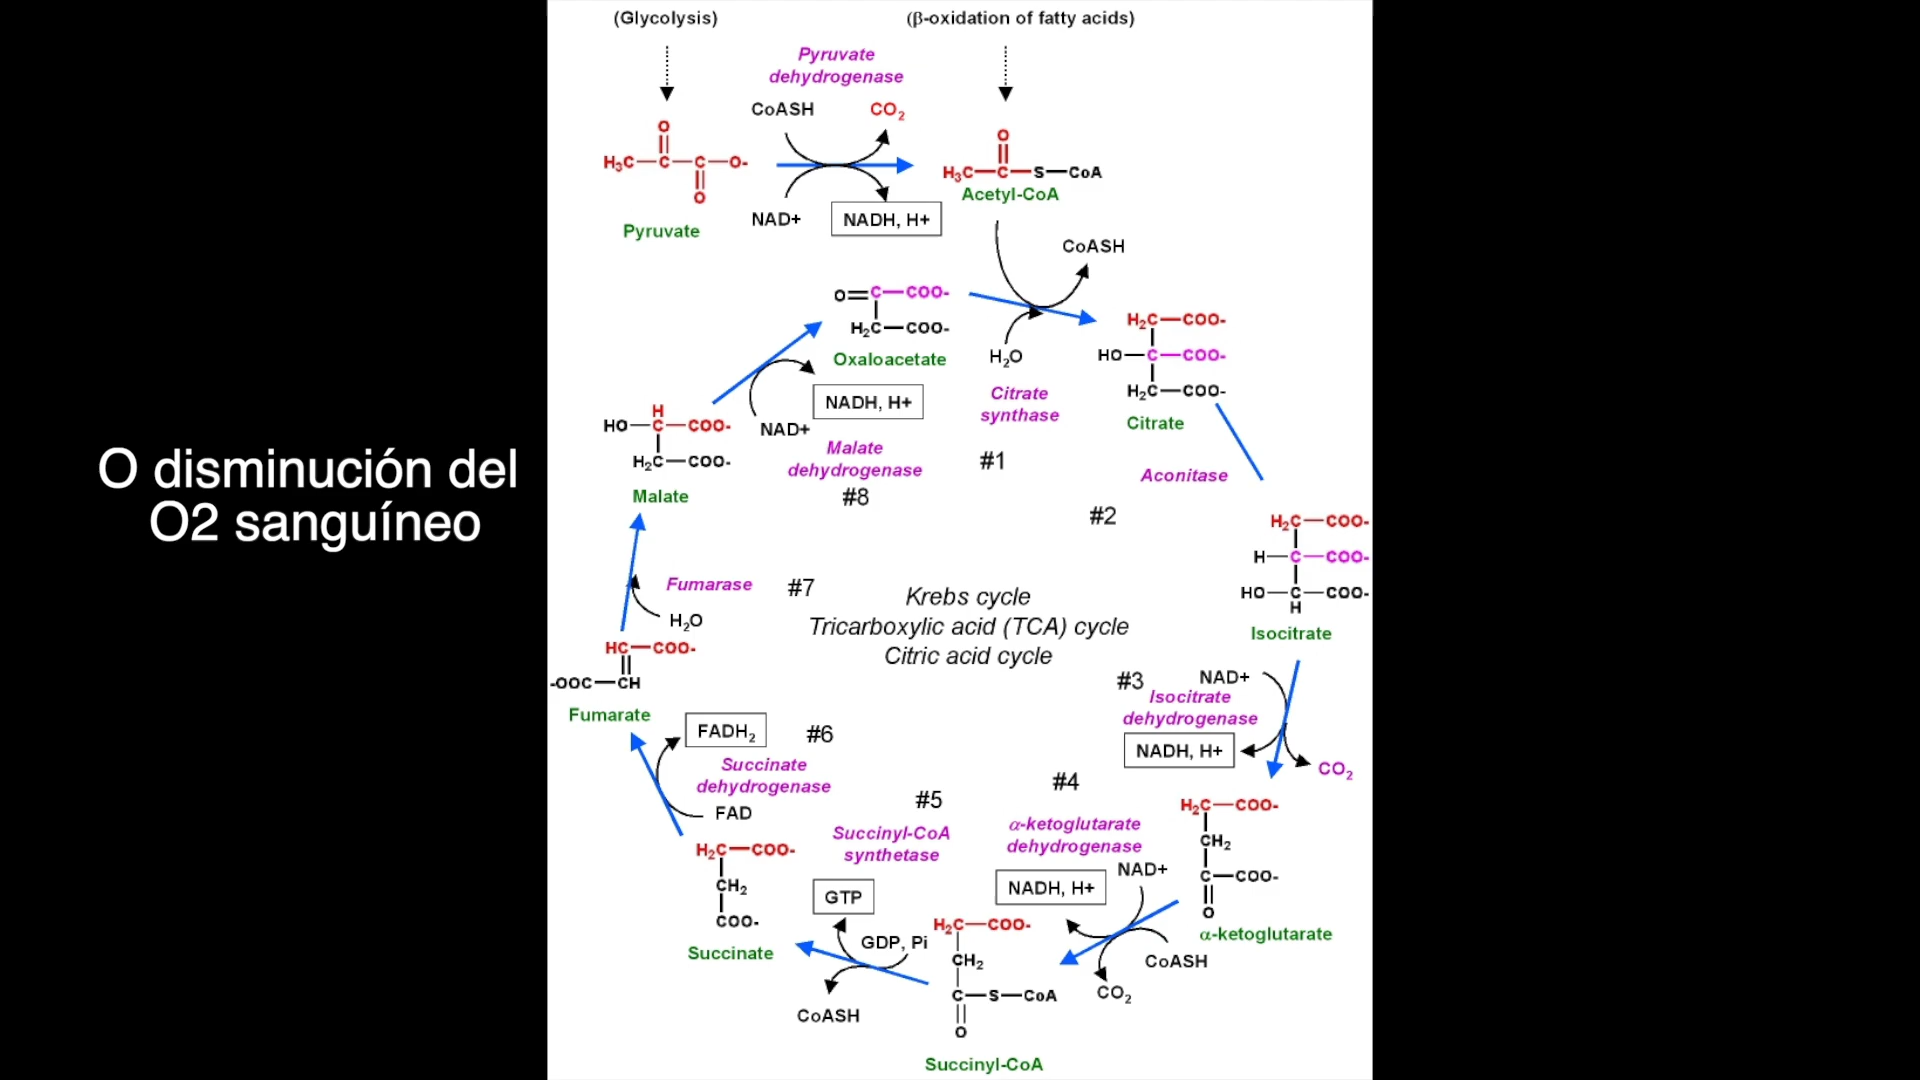 (Glycolysis)
(β-oxidation of fatty acids)
Pyruvate
dehydrogenase
CoASH
CO₂
O
H₃C—C—C—O-
O
Pyruvate
NAD+
NADH, H+
O
H₃C—C—S—CoA
Acetyl-CoA
CoASH
O=C—COO-
H₂C—COO-
Oxaloacetate
H₂O
Citrate
synthase
#1
H₂C—COO-
HO—C—COO-
H₂C—COO-
Citrate
Aconitase
#2
NADH, H+
NAD+
Malate
dehydrogenase
#8
H
HO—C—COO-
H₂C—COO-
Malate
O disminución del
O2 sanguíneo
H₂C—COO-
H—C—COO-
HO—C—COO-
H
Isocitrate
Fumarase
#7
H₂O
Krebs cycle
Tricarboxylic acid (TCA) cycle
Citric acid cycle
HC—COO-
-OOC—CH
Fumarate
#3
NAD+
Isocitrate
dehydrogenase
NADH, H+
CO₂
FADH₂
#6
Succinate
dehydrogenase
FAD
#5
Succinyl-CoA
synthetase
#4
α-ketoglutarate
dehydrogenase
NAD+
NADH, H+
H₂C—COO-
CH₂
C—COO-
O
α-ketoglutarate
H₂C—COO-
CH₂
COO-
Succinate
GTP
GDP, Pi
CoASH
H₂C—COO-
CH₂
C—S—CoA
O
Succinyl-CoA
CoASH
CO₂